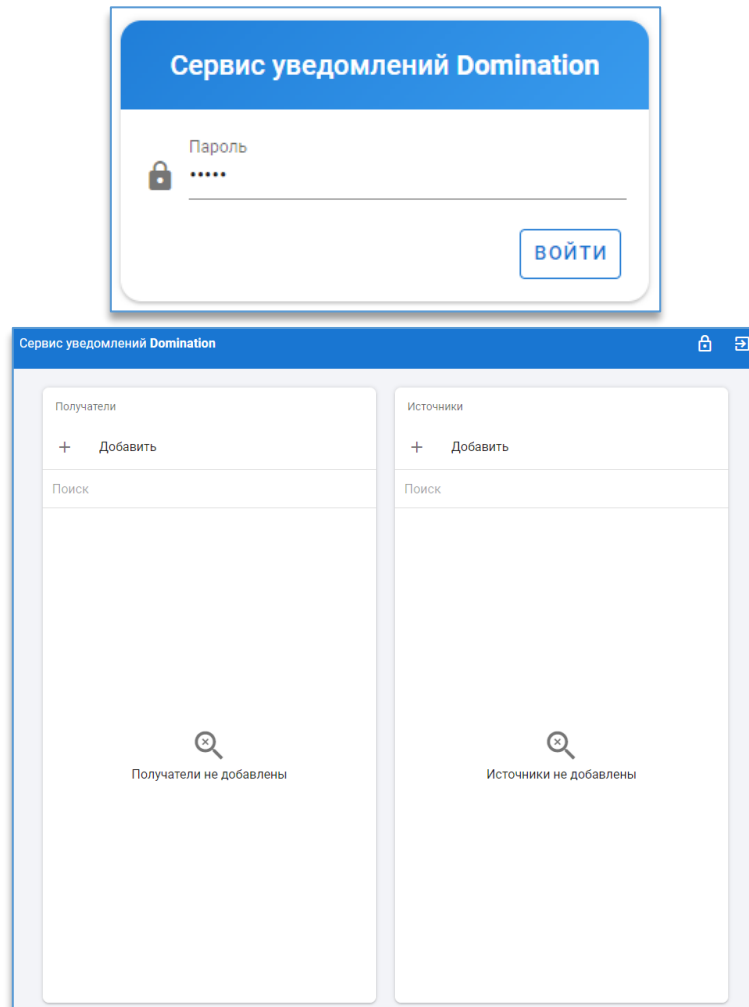 Сервис уведомлений Domination
Пароль
•••••
ВОЙТИ
Сервис уведомлений Domination
Получатели
+ Добавить
Поиск
Получатели не добавлены
Источники
+ Добавить
Поиск
Источники не добавлены